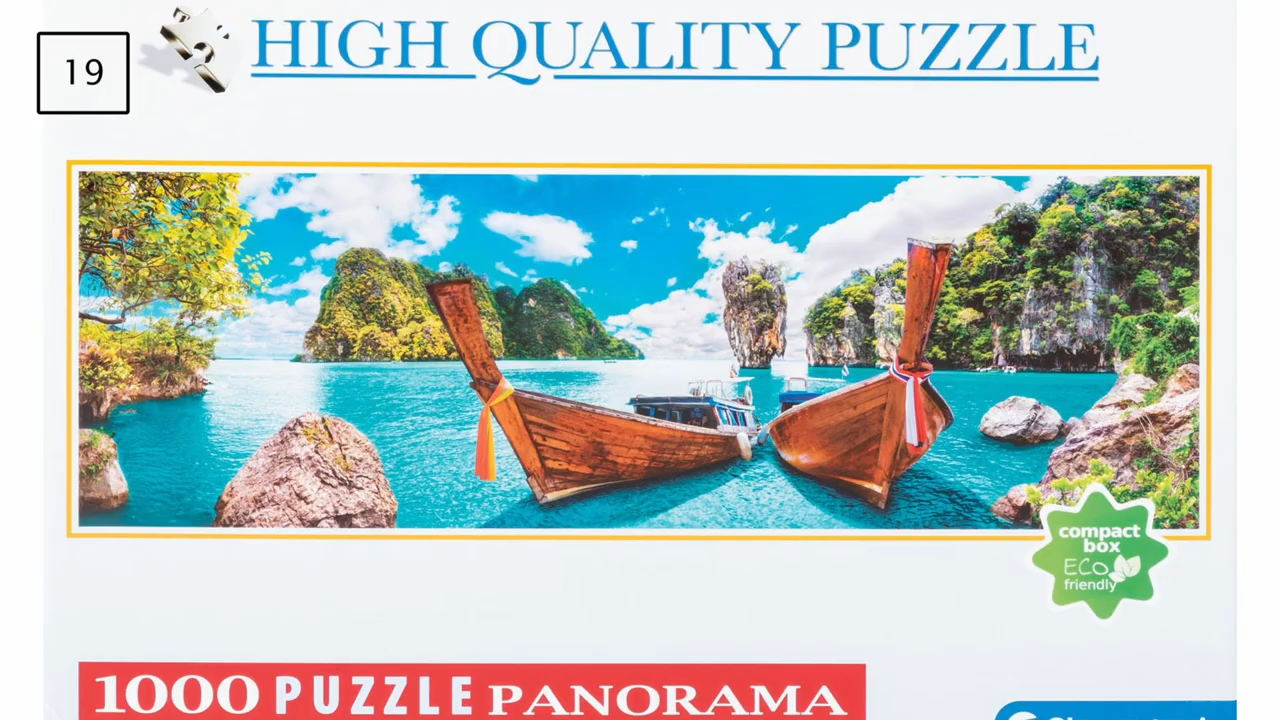 19
HIGH QUALITY PUZZLE
compact
box
ECO
friendly
1000 PUZZLE PANORAMA